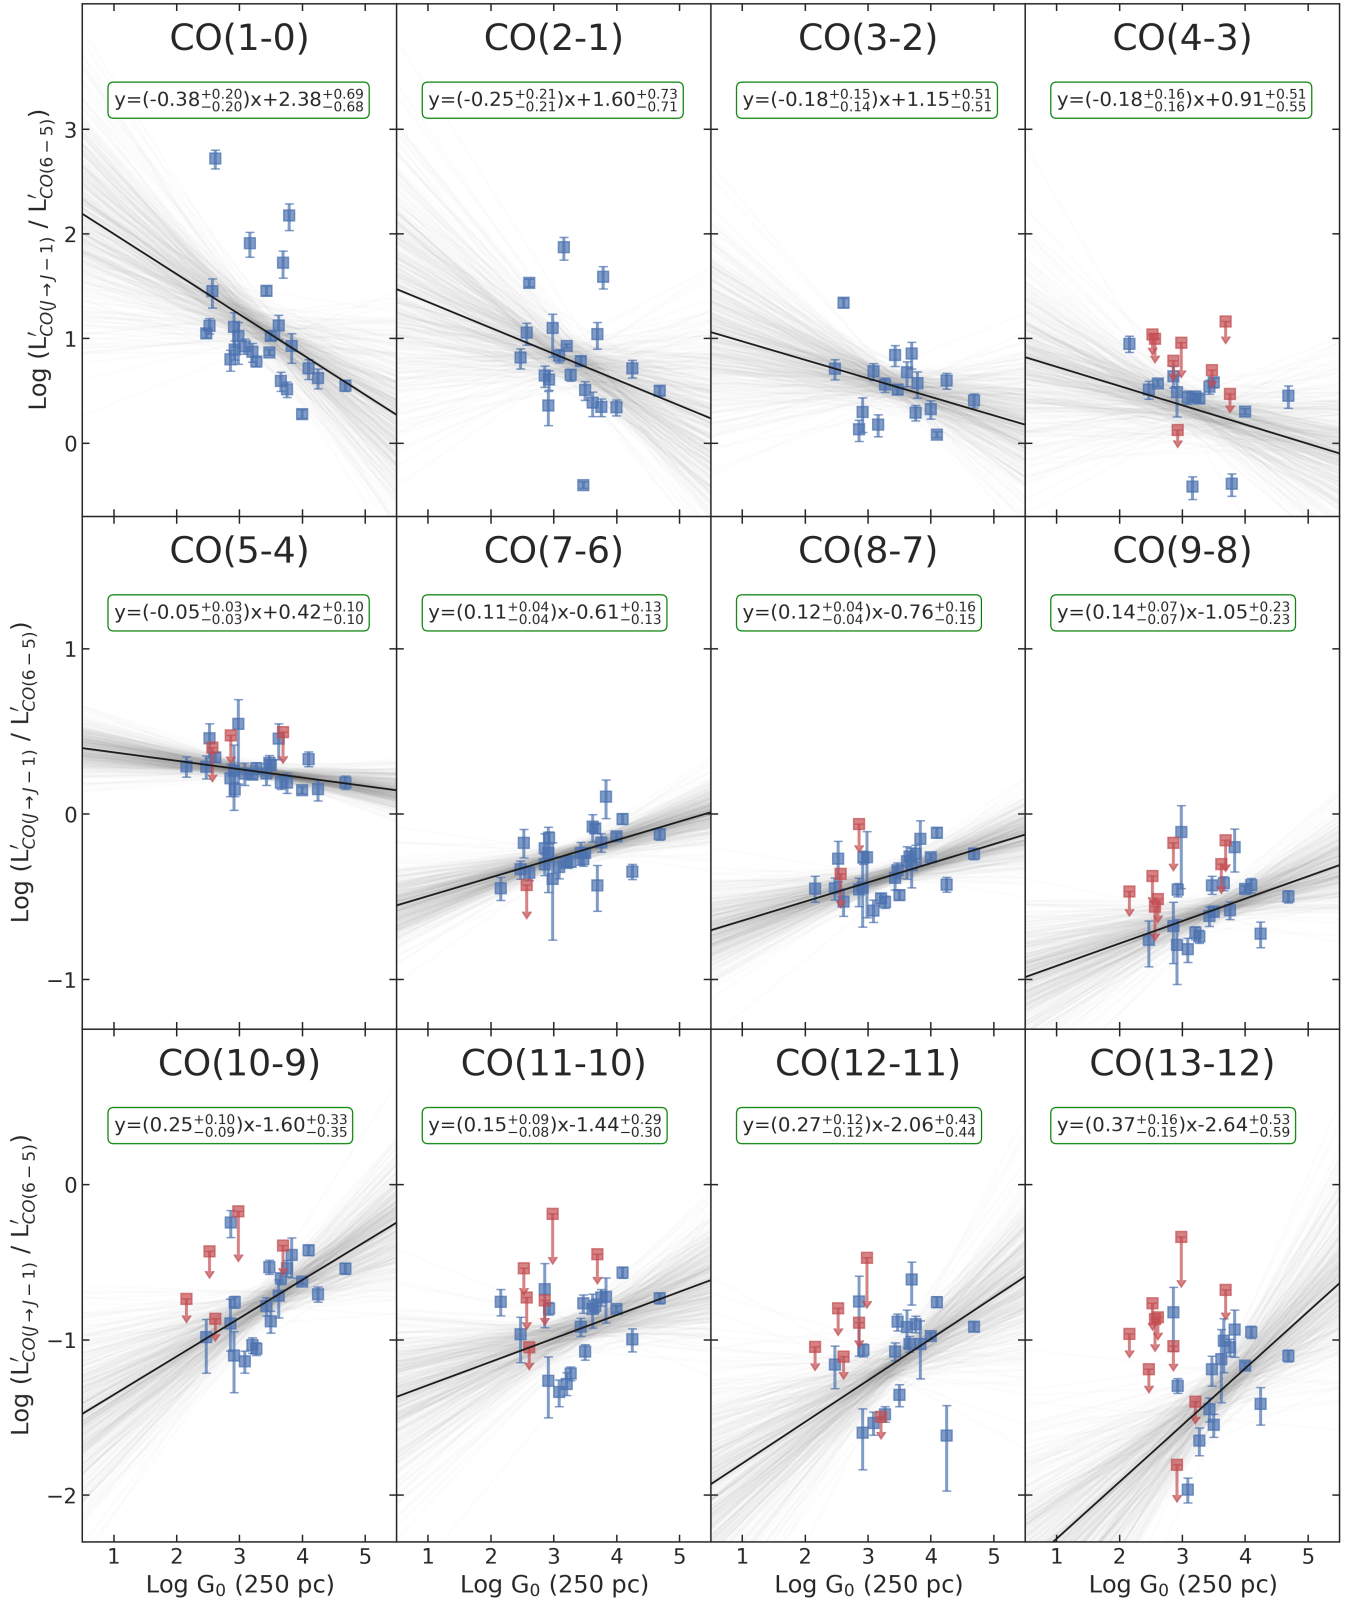 CO(1-0) CO(2-1) CO(3-2) CO(4-3)
y=(-0.38^{+0.20}_{−0.20})x+2.38^{+0.69}_{−0.68} y=(-0.25^{+0.21}_{−0.21})x+1.60^{+0.73}_{−0.71} y=(-0.18^{+0.15}_{−0.14})x+1.15^{+0.51}_{−0.51} y=(-0.18^{+0.16}_{−0.16})x+0.91^{+0.51}_{−0.55}
Log (L′_{CO(J→J−1)} / L′_{CO(6−5)})
3
2
1
0
CO(5-4) CO(7-6) CO(8-7) CO(9-8)
y=(-0.05^{+0.03}_{−0.03})x+0.42^{+0.10}_{−0.10} y=(0.11^{+0.04}_{−0.04})x-0.61^{+0.13}_{−0.13} y=(0.12^{+0.04}_{−0.04})x-0.76^{+0.16}_{−0.15} y=(0.14^{+0.07}_{−0.07})x-1.05^{+0.23}_{−0.23}
Log (L′_{CO(J→J−1)} / L′_{CO(6−5)})
1
0
−1
CO(10-9) CO(11-10) CO(12-11) CO(13-12)
y=(0.25^{+0.10}_{−0.09})x-1.60^{+0.33}_{−0.35} y=(0.15^{+0.09}_{−0.08})x-1.44^{+0.29}_{−0.30} y=(0.27^{+0.12}_{−0.12})x-2.06^{+0.43}_{−0.44} y=(0.37^{+0.16}_{−0.15})x-2.64^{+0.53}_{−0.59}
Log (L′_{CO(J→J−1)} / L′_{CO(6−5)})
0
−1
−2
1 2 3 4 5 1 2 3 4 5 1 2 3 4 5 1 2 3 4 5
Log G₀ (250 pc) Log G₀ (250 pc) Log G₀ (250 pc) Log G₀ (250 pc)